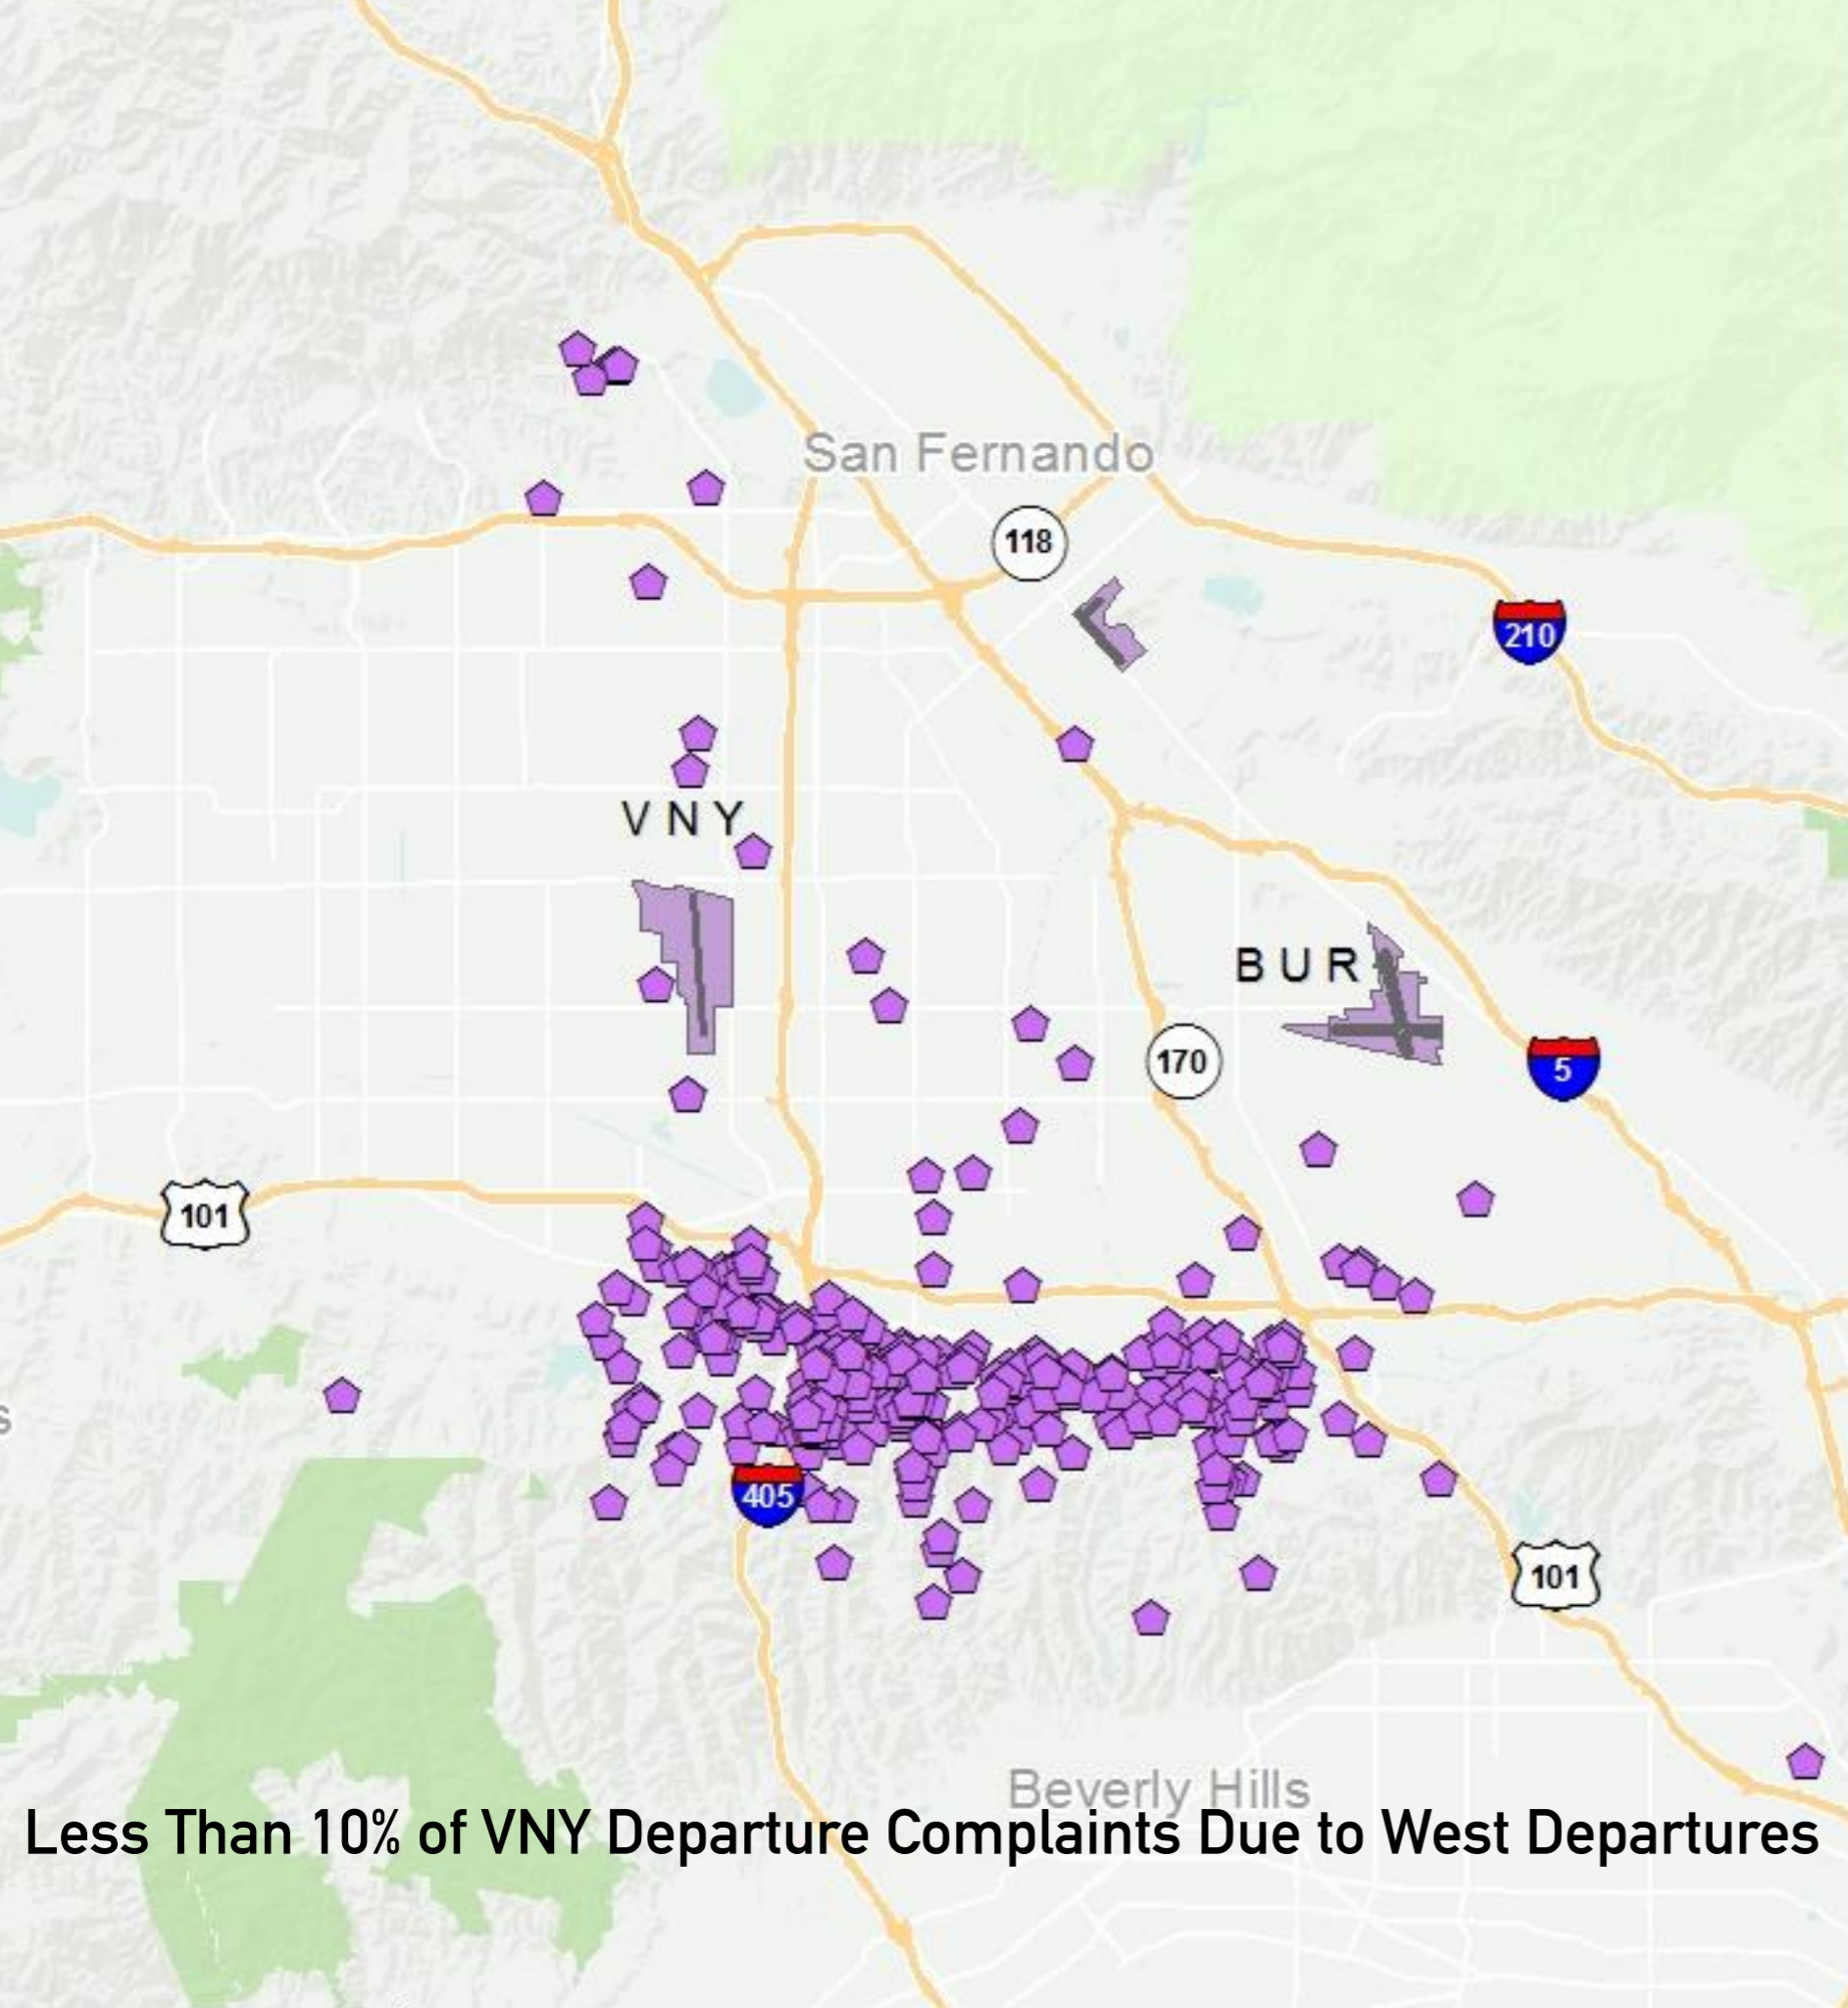 San Fernando
118
210
VNY
BUR
170
5
101
405
101
Beverly Hills
Less Than 10% of VNY Departure Complaints Due to West Departures